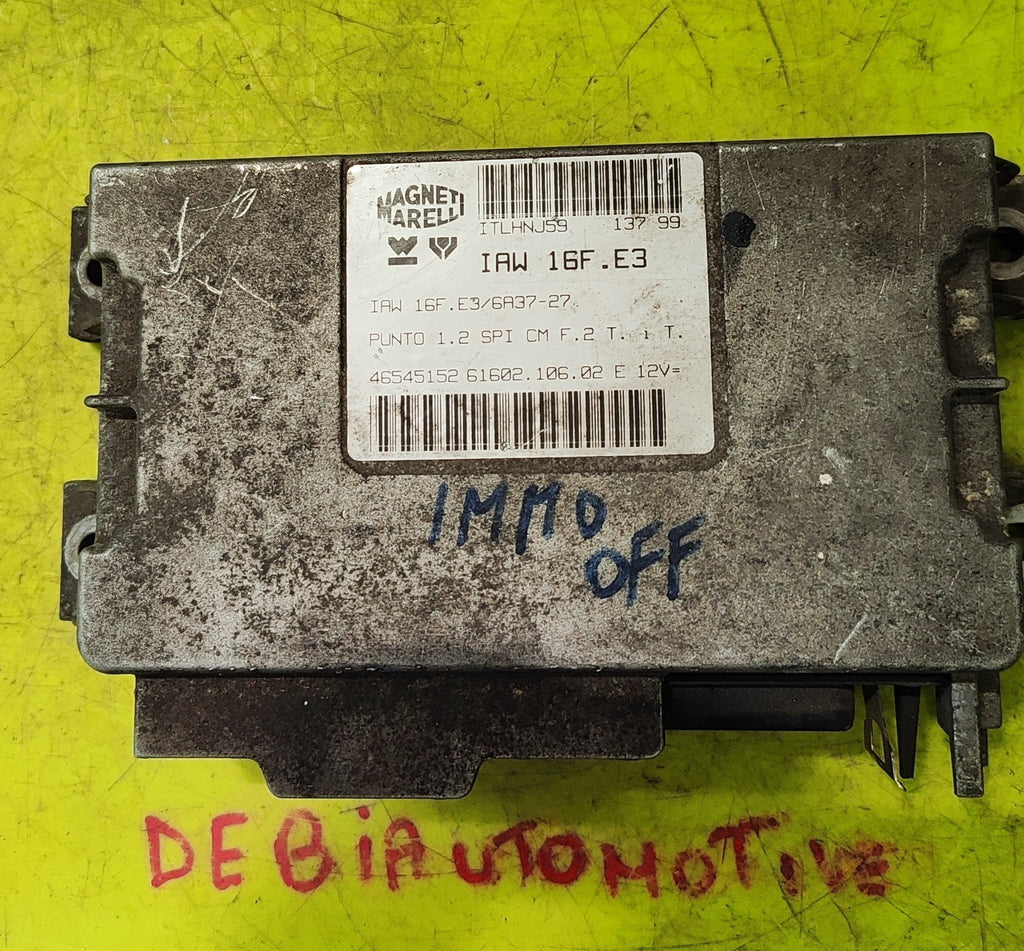 MAGNETI
MARELLI
ITLHNJ59 137 99
IAW 16F.E3
IAW 16F.E3/6A37-27
PUNTO 1.2 SPI CM F.2 T. i T.
46545152 61602.106.02 E 12V=
IMMO
OFF
DEBiAUTOMOTIVE